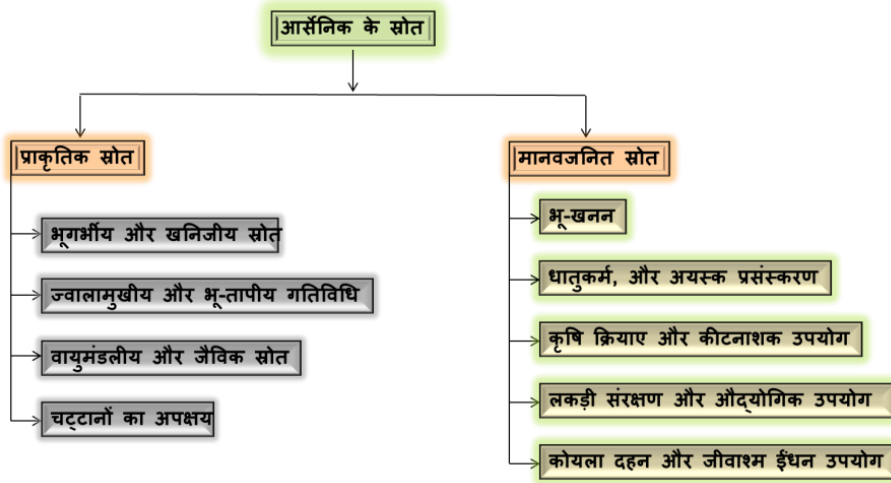 आर्सेनिक के स्रोत
प्राकृतिक स्रोत
भूगर्भीय और खनिजीय स्रोत
ज्वालामुखीय और भू-तापीय गतिविधि
वायुमंडलीय और जैविक स्रोत
चट्टानों का अपक्षय
मानवजनित स्रोत
भू-खनन
धातुकर्म, और अयस्क प्रसंस्करण
कृषि क्रियाए और कीटनाशक उपयोग
लकड़ी संरक्षण और औद्योगिक उपयोग
कोयला दहन और जीवाश्म ईंधन उपयोग